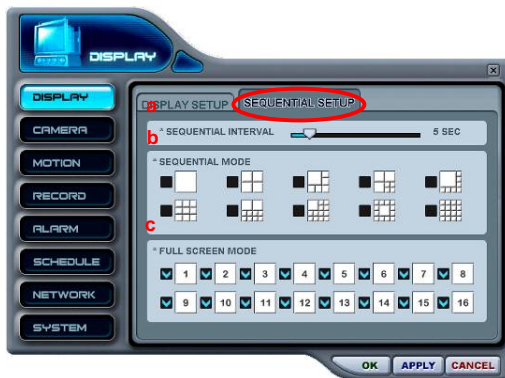 DISPLAY
DISPLAY
CAMERA
MOTION
RECORD
ALARM
SCHEDULE
NETWORK
SYSTEM
a
DISPLAY SETUP
SEQUENTIAL SETUP
b
* SEQUENTIAL INTERVAL
5 SEC
* SEQUENTIAL MODE
c
* FULL SCREEN MODE
1 2 3 4 5 6 7 8
9 10 11 12 13 14 15 16
OK APPLY CANCEL